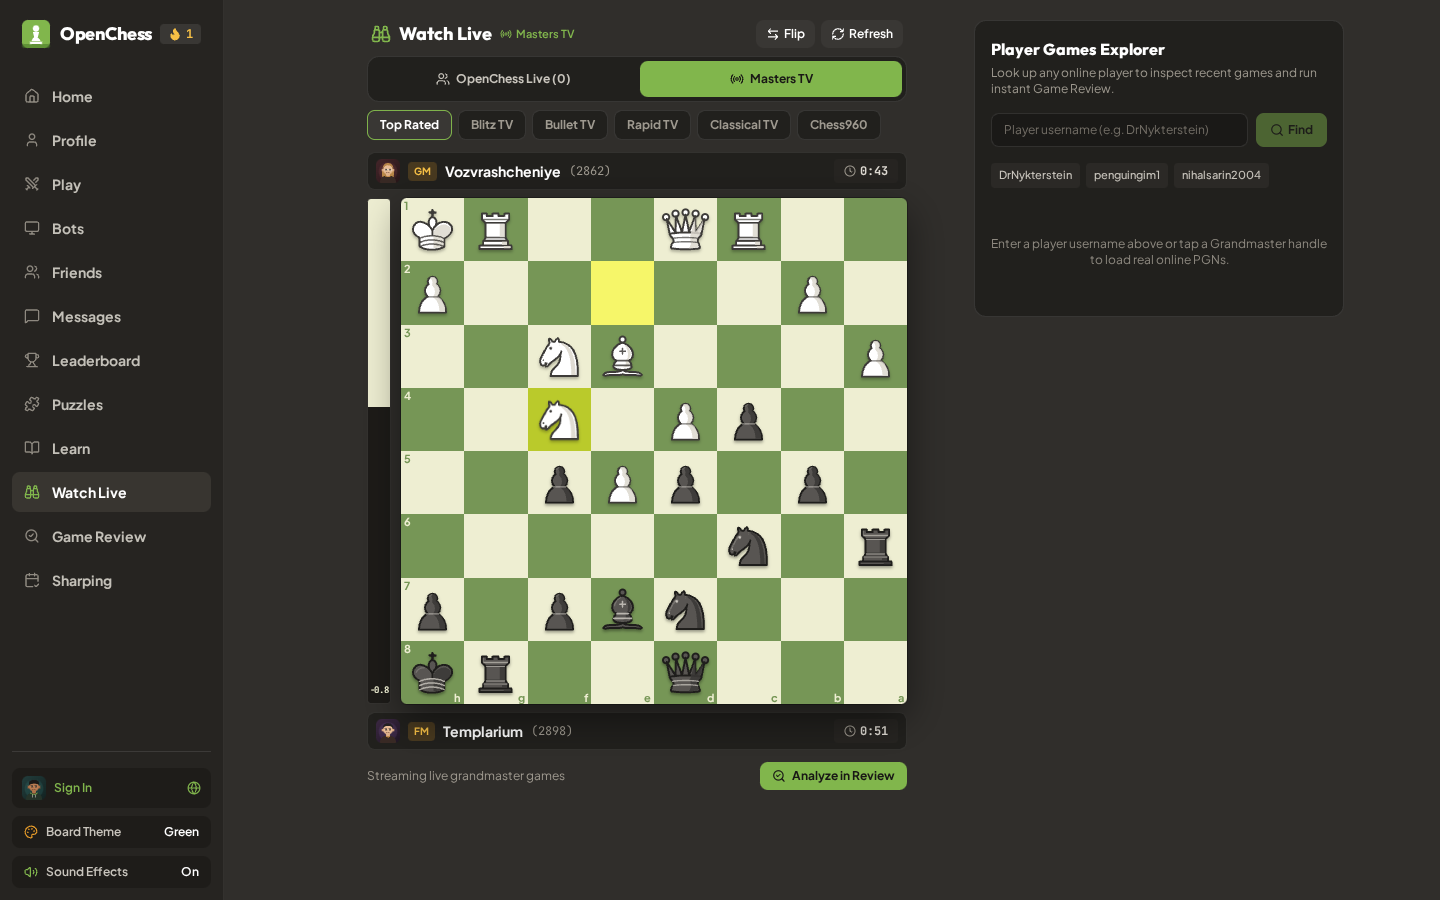 OpenChess 1
Home
Profile
Play
Bots
Friends
Messages
Leaderboard
Puzzles
Learn
Watch Live
Game Review
Sharping
Sign In
Board Theme Green
Sound Effects On
Watch Live Masters TV Flip Refresh
OpenChess Live (0) Masters TV
Top Rated Blitz TV Bullet TV Rapid TV Classical TV Chess960
GM Vozvrashcheniye (2862) 0:43
1
2
3
4
5
6
7
8
h g f e d c b a
-0.8
FM Templarium (2898) 0:51
Streaming live grandmaster games Analyze in Review
Player Games Explorer
Look up any online player to inspect recent games and run
instant Game Review.
Player username (e.g. DrNykterstein) Find
DrNykterstein penguingim1 nihalsarin2004
Enter a player username above or tap a Grandmaster handle
to load real online PGNs.